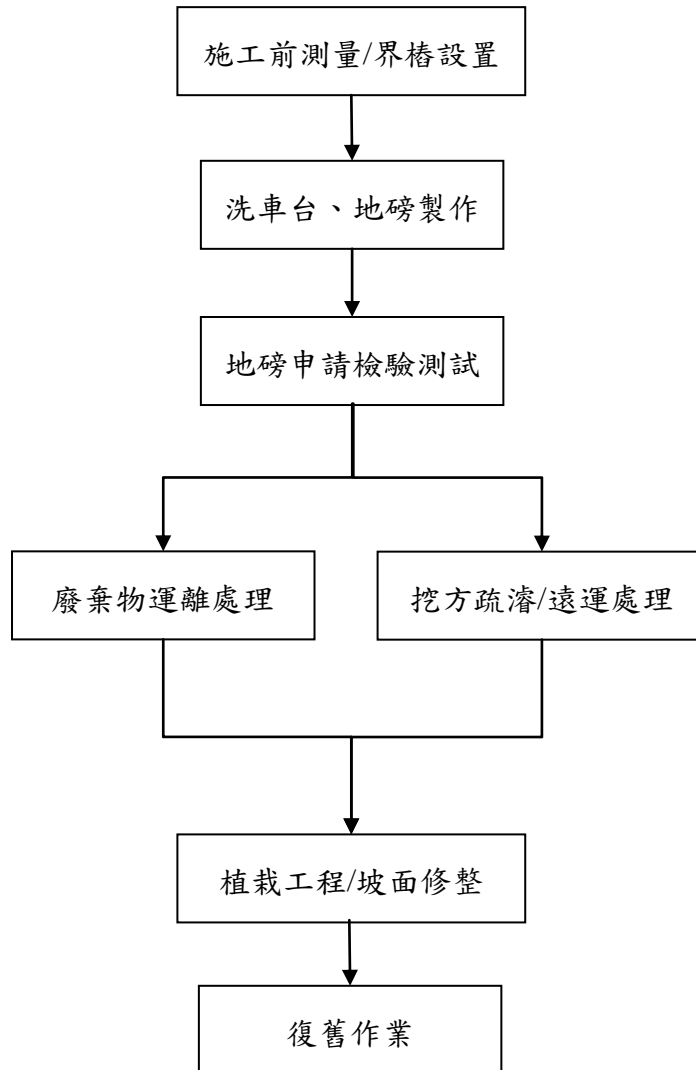 施工前測量/界樁設置
洗車台、地磅製作
地磅申請檢驗測試
廢棄物運離處理
挖方疏濬/遠運處理
植栽工程/坡面修整
復舊作業